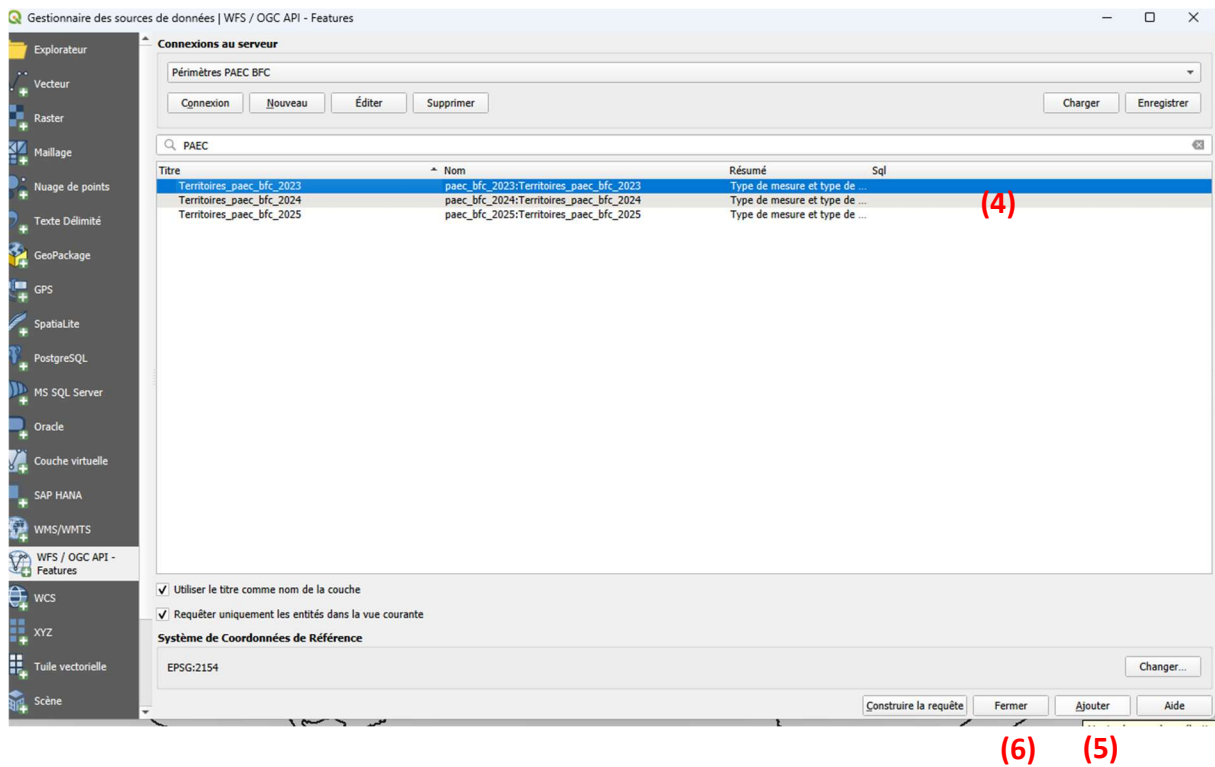 Gestionnaire des sources de données | WFS / OGC API - Features
Explorateur
Vecteur
Raster
Maillage
Nuage de points
Texte Délimité
GeoPackage
GPS
SpatiaLite
PostgreSQL
MS SQL Server
Oracle
Couche virtuelle
SAP HANA
WMS/WMTS
WFS / OGC API -
Features
WCS
XYZ
Tuile vectorielle
Scène
Connexions au serveur
Périmètres PAEC BFC
Connexion Nouveau Éditer Supprimer Charger Enregistrer
PAEC
Titre Nom Résumé Sql
Territoires_paec_bfc_2023 paec_bfc_2023:Territoires_paec_bfc_2023 Type de mesure et type de ...
Territoires_paec_bfc_2024 paec_bfc_2024:Territoires_paec_bfc_2024 Type de mesure et type de ...
(4)
Territoires_paec_bfc_2025 paec_bfc_2025:Territoires_paec_bfc_2025 Type de mesure et type de ...
Utiliser le titre comme nom de la couche
Requêter uniquement les entités dans la vue courante
Système de Coordonnées de Référence
EPSG:2154 Changer...
Construire la requête Fermer Ajouter Aide
(6) (5)